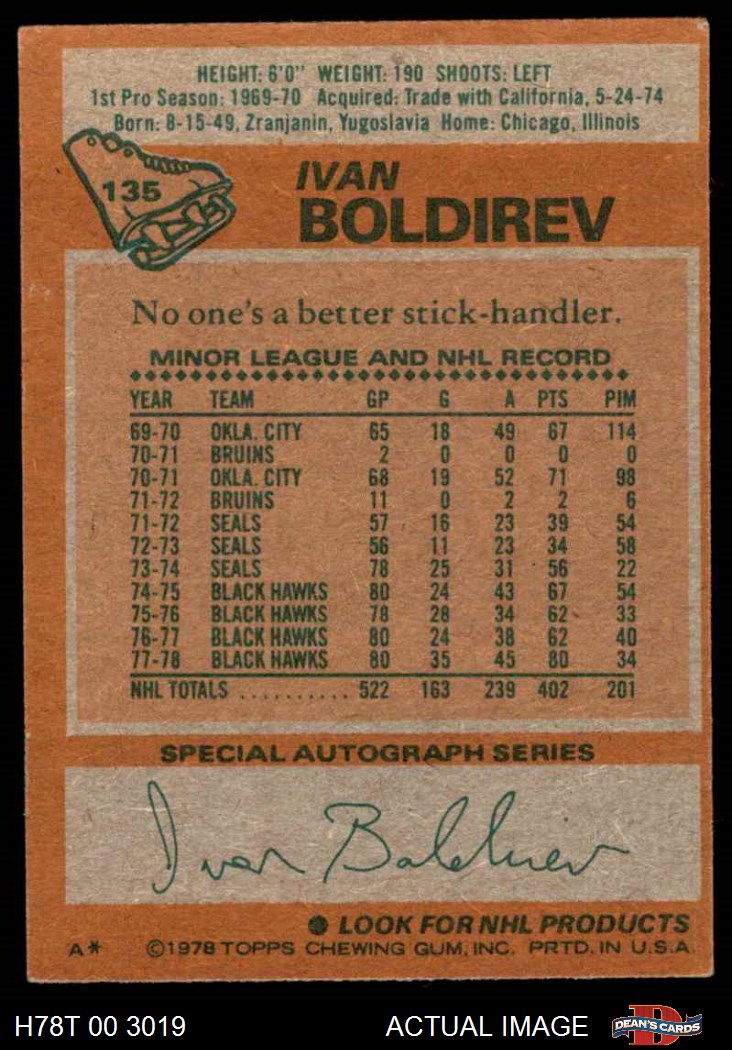 HEIGHT: 6'0" WEIGHT: 190 SHOOTS: LEFT
1st Pro Season: 1969-70 Acquired: Trade with California, 5-24-74
Born: 8-15-49, Zranjanin, Yugoslavia Home: Chicago, Illinois
135
IVAN
BOLDIREV
No one's a better stick-handler.
MINOR LEAGUE AND NHL RECORD
YEAR TEAM GP G A PTS PIM
69-70 OKLA. CITY 65 18 49 67 114
70-71 BRUINS 2 0 0 0 0
70-71 OKLA. CITY 68 19 52 71 98
71-72 BRUINS 11 0 2 2 6
71-72 SEALS 57 16 23 39 54
72-73 SEALS 56 11 23 34 58
73-74 SEALS 78 25 31 56 22
74-75 BLACK HAWKS 80 24 43 67 54
75-76 BLACK HAWKS 78 28 34 62 33
76-77 BLACK HAWKS 80 24 38 62 40
77-78 BLACK HAWKS 80 35 45 80 34
NHL TOTALS .......... 522 163 239 402 201
SPECIAL AUTOGRAPH SERIES
Ivan Boldirev
● LOOK FOR NHL PRODUCTS
A* ©1978 TOPPS CHEWING GUM, INC. PRTD. IN U.S.A.
H78T 00 3019 ACTUAL IMAGE D DEAN'S CARDS